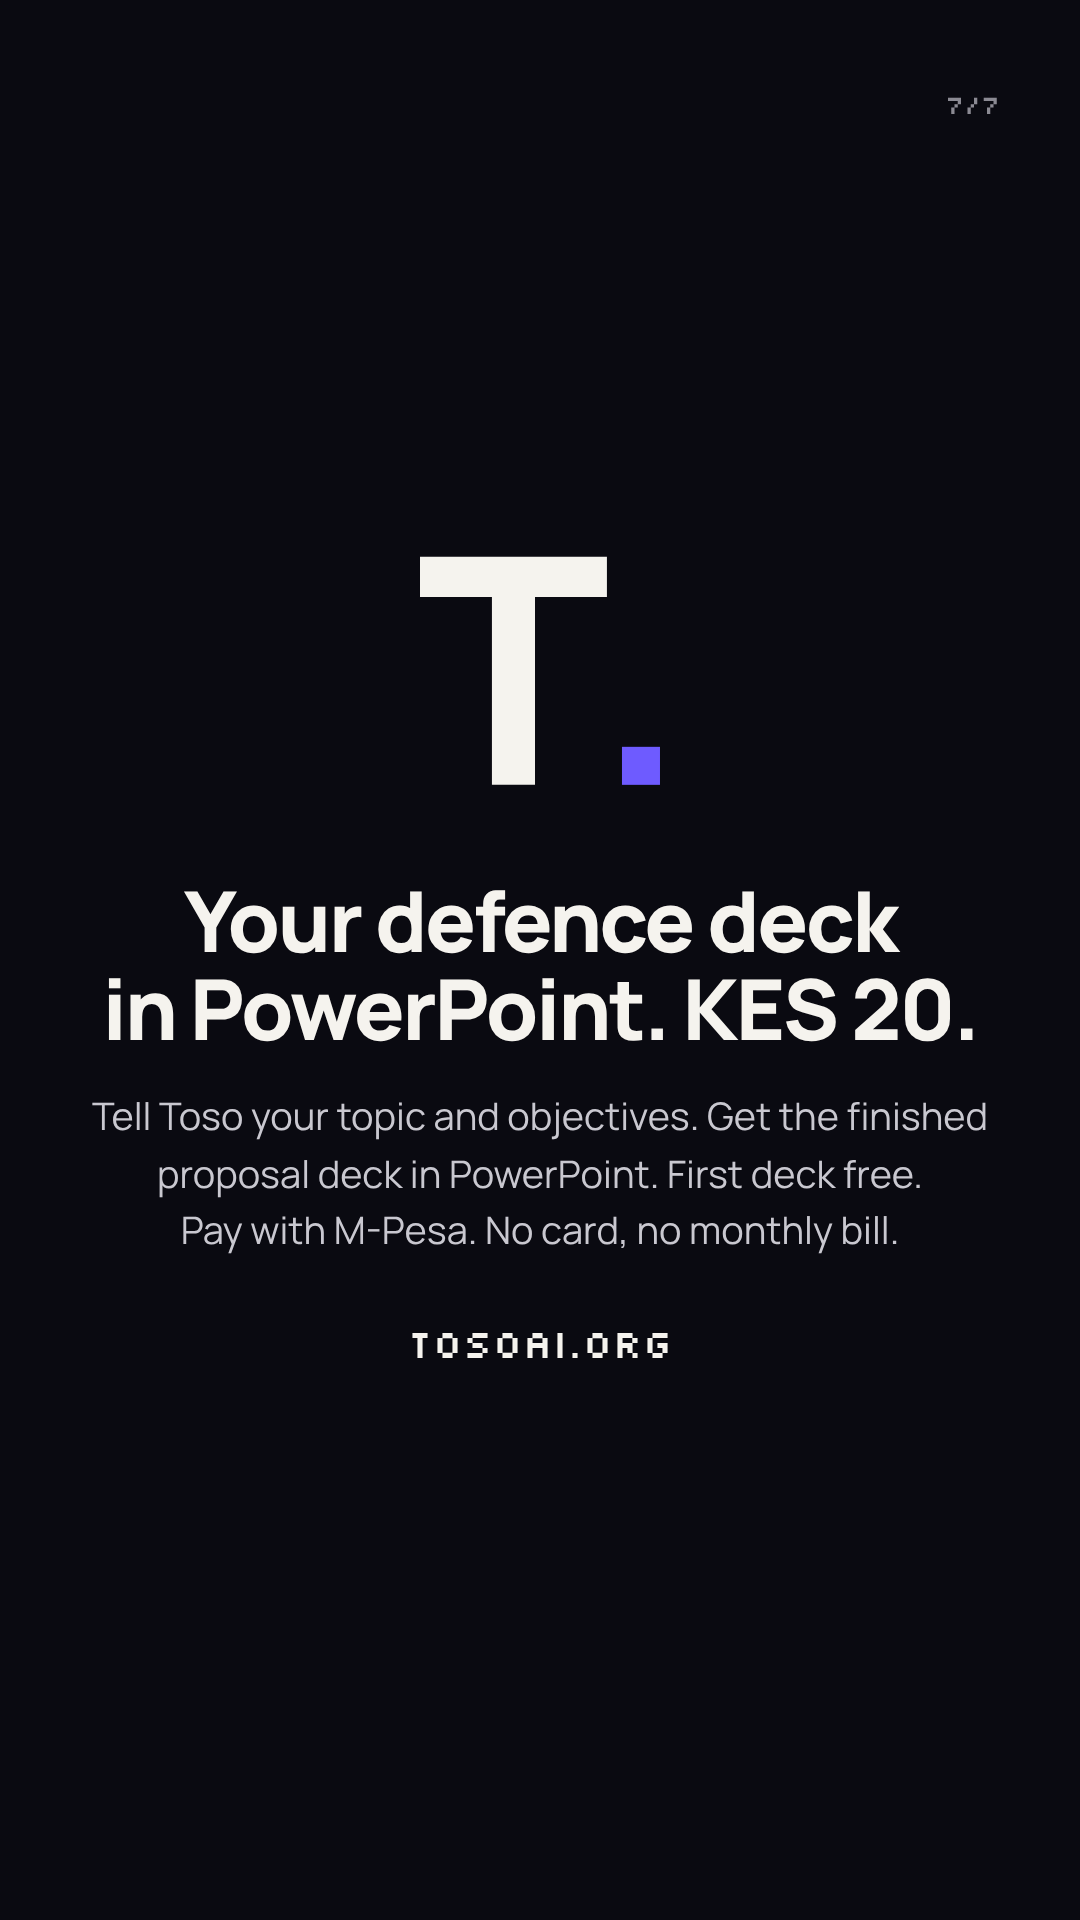 7/7
T.
Your defence deck
in PowerPoint. KES 20.
Tell Toso your topic and objectives. Get the finished
proposal deck in PowerPoint. First deck free.
Pay with M-Pesa. No card, no monthly bill.
TOSOAI.ORG